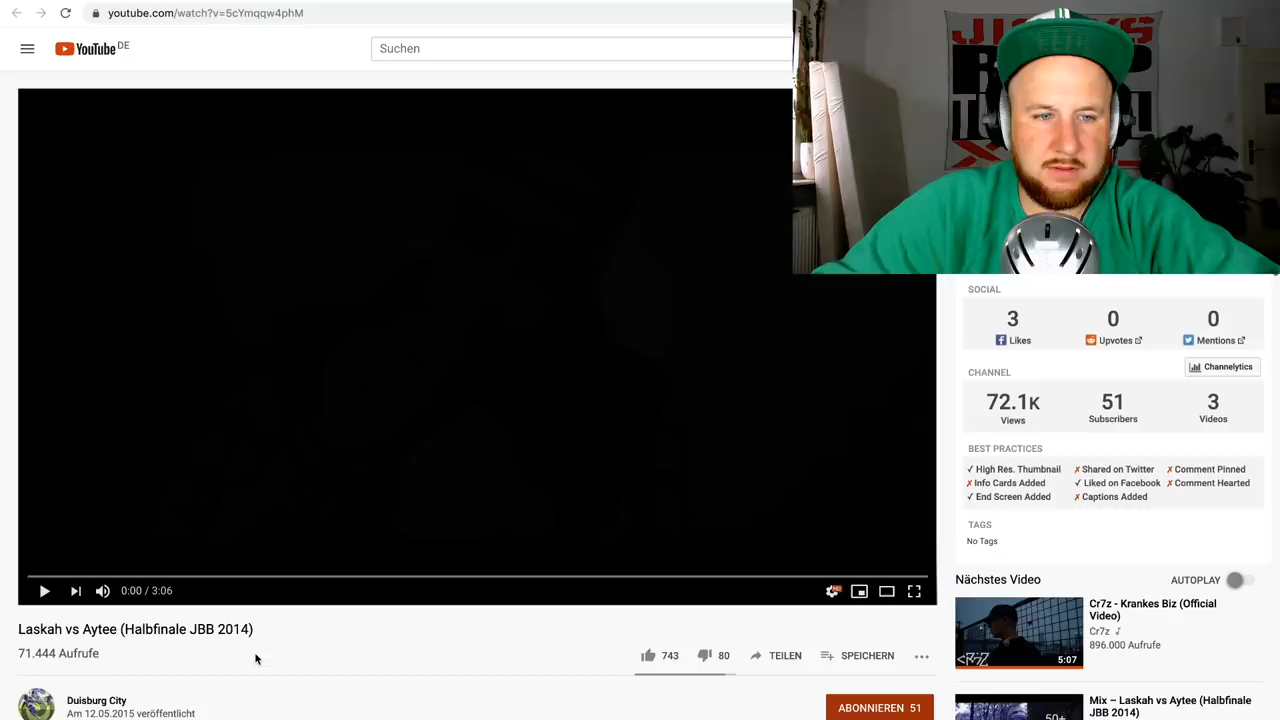 youtube.com/watch?v=5cYmqqw4phM
YouTube DE
Suchen
0:00 / 3:06
HD
Laskah vs Aytee (Halbfinale JBB 2014)
71.444 Aufrufe
743
80
TEILEN
SPEICHERN
Duisburg City
Am 12.05.2015 veröffentlicht
ABONNIEREN 51
SOCIAL
3 0 0
Likes Upvotes Mentions
CHANNEL
Channelytics
72.1K 51 3
Views Subscribers Videos
BEST PRACTICES
✓ High Res. Thumbnail ✗ Shared on Twitter ✗ Comment Pinned
✗ Info Cards Added ✓ Liked on Facebook ✗ Comment Hearted
✓ End Screen Added ✗ Captions Added
TAGS
No Tags
Nächstes Video
AUTOPLAY
Cr7z - Krankes Biz (Official
Video)
Cr7z
896.000 Aufrufe
5:07
Mix – Laskah vs Aytee (Halbfinale
JBB 2014)
50+